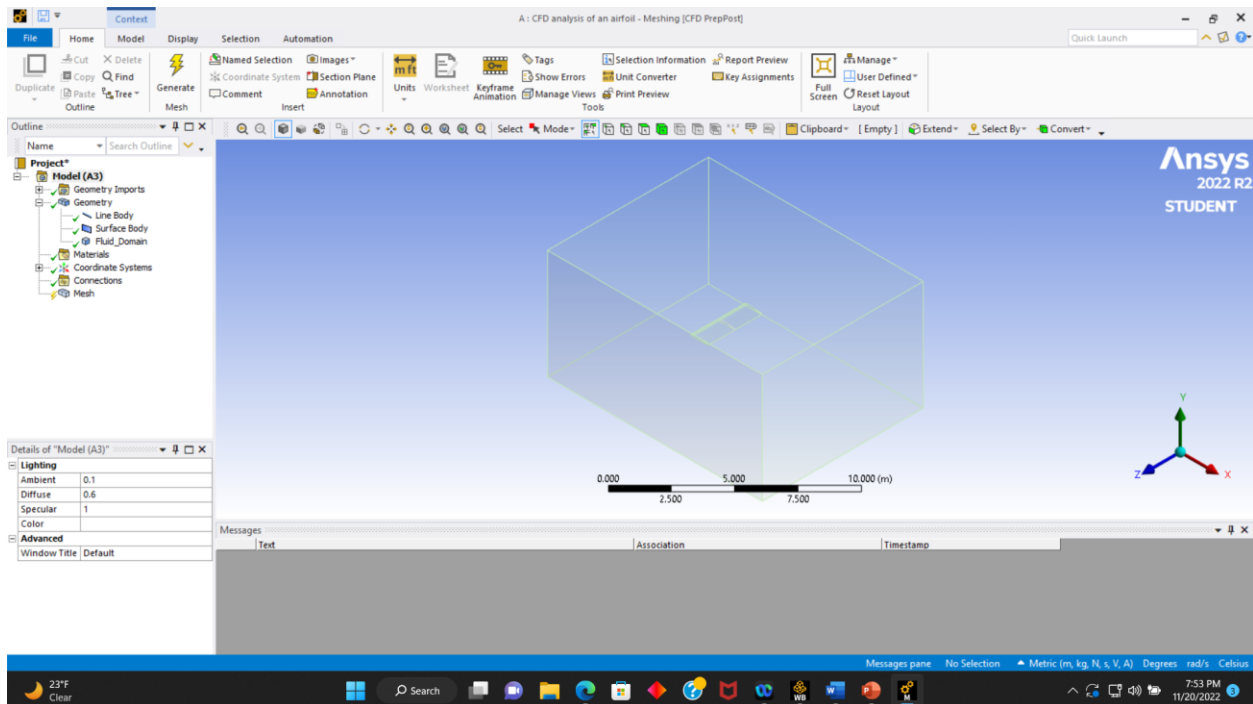 Context
A : CFD analysis of an airfoil - Meshing [CFD PrepPost]
File Home Model Display Selection Automation
Quick Launch
Duplicate
Cut
Copy
Paste
Delete
Find
Tree
Outline
Generate
Mesh
Named Selection
Coordinate System
Comment
Images
Section Plane
Annotation
Insert
m ft
Units
Worksheet
Keyframe
Animation
Tags
Show Errors
Manage Views
Selection Information
Unit Converter
Print Preview
Report Preview
Key Assignments
Tools
Full
Screen
Manage
User Defined
Reset Layout
Layout
Outline
Name Search Outline
Select Mode Clipboard [ Empty ] Extend Select By Convert
Project*
Model (A3)
Geometry Imports
Geometry
Line Body
Surface Body
Fluid_Domain
Materials
Coordinate Systems
Connections
Mesh
Ansys
2022 R2
STUDENT
0.000 5.000 10.000 (m)
2.500 7.500
Y
Z X
Details of "Model (A3)"
Lighting
Ambient 0.1
Diffuse 0.6
Specular 1
Color
Advanced
Window Title Default
Messages
Text Association Timestamp
Messages pane No Selection Metric (m, kg, N, s, V, A) Degrees rad/s Celsius
23°F
Clear
Search
WB
M
7:53 PM
11/20/2022
3